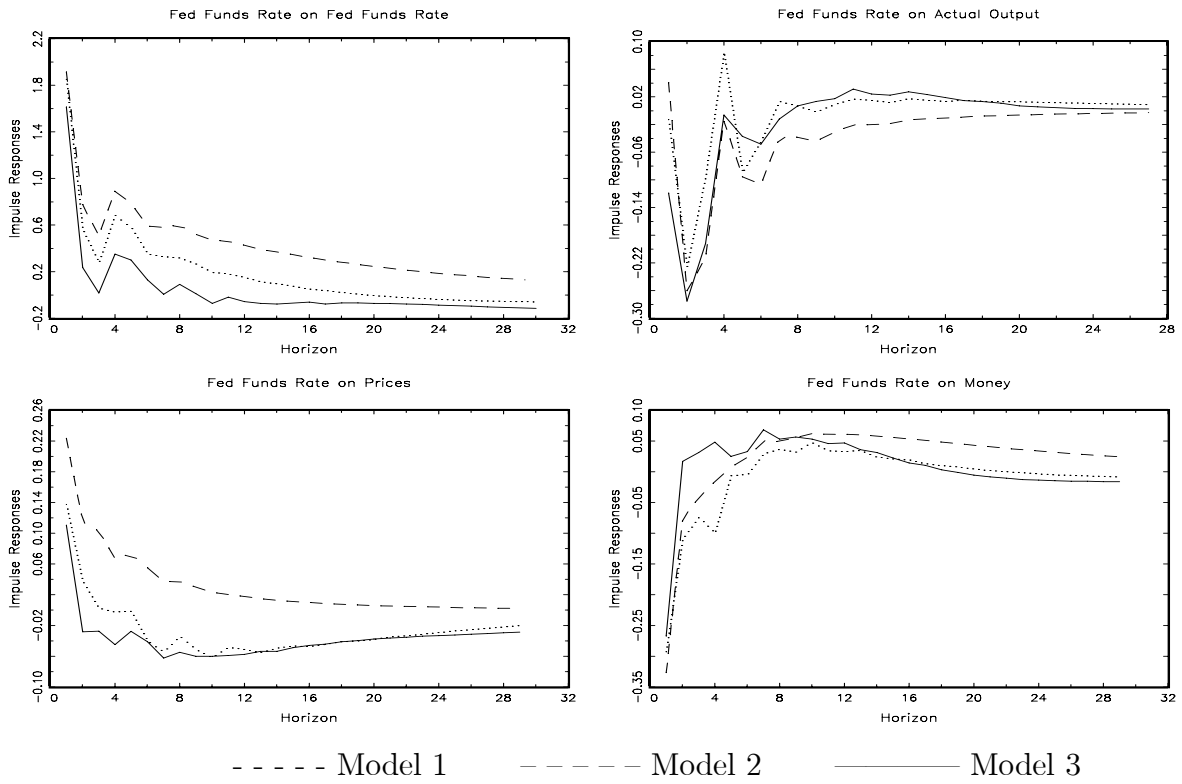 Fed Funds Rate on Fed Funds Rate
Impulse Responses
2.2
1.8
1.4
1.0
0.6
0.2
−0.2
0 4 8 12 16 20 24 28 32
Horizon
Fed Funds Rate on Actual Output
Impulse Responses
0.10
0.02
−0.06
−0.14
−0.22
−0.30
0 4 8 12 16 20 24 28
Horizon
Fed Funds Rate on Prices
Impulse Responses
0.26
0.22
0.18
0.14
0.10
0.06
−0.02
−0.10
0 4 8 12 16 20 24 28 32
Horizon
Fed Funds Rate on Money
Impulse Responses
0.10
0.05
−0.05
−0.15
−0.25
−0.35
0 4 8 12 16 20 24 28 32
Horizon
Model 1 Model 2 Model 3